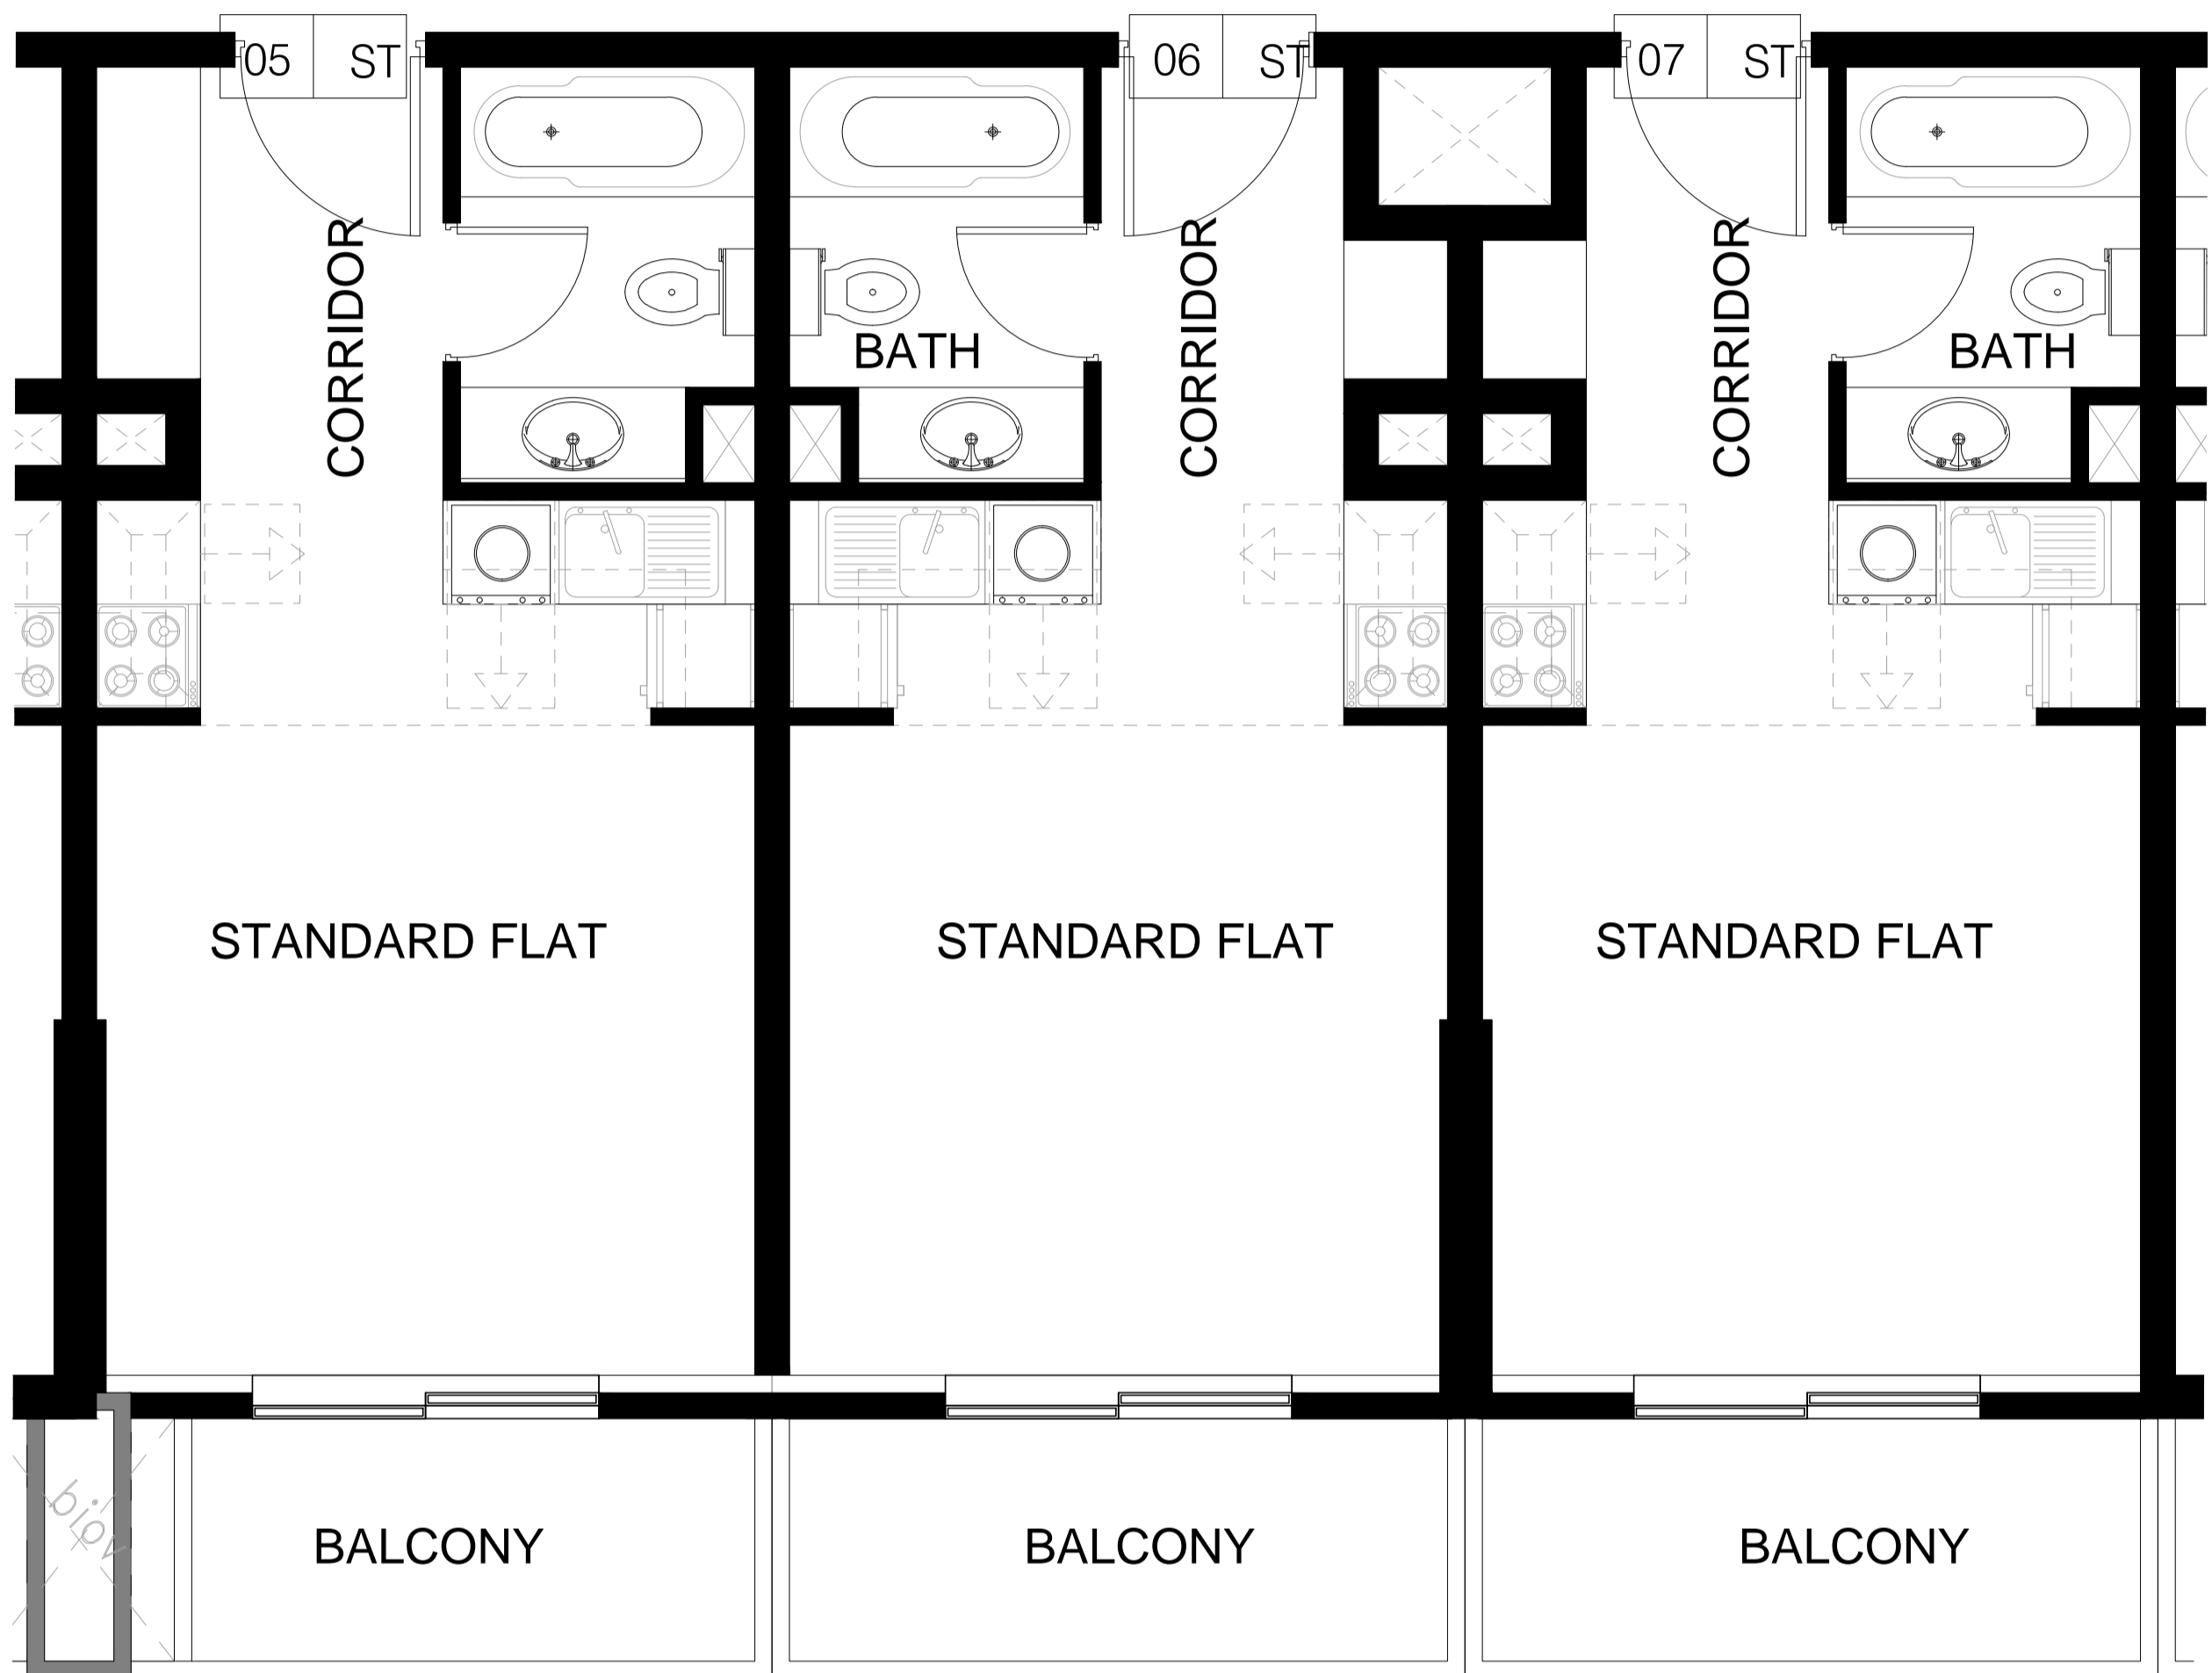 05 ST
06 ST
07 ST
CORRIDOR
CORRIDOR
CORRIDOR
BATH
BATH
STANDARD FLAT
STANDARD FLAT
STANDARD FLAT
void
BALCONY
BALCONY
BALCONY